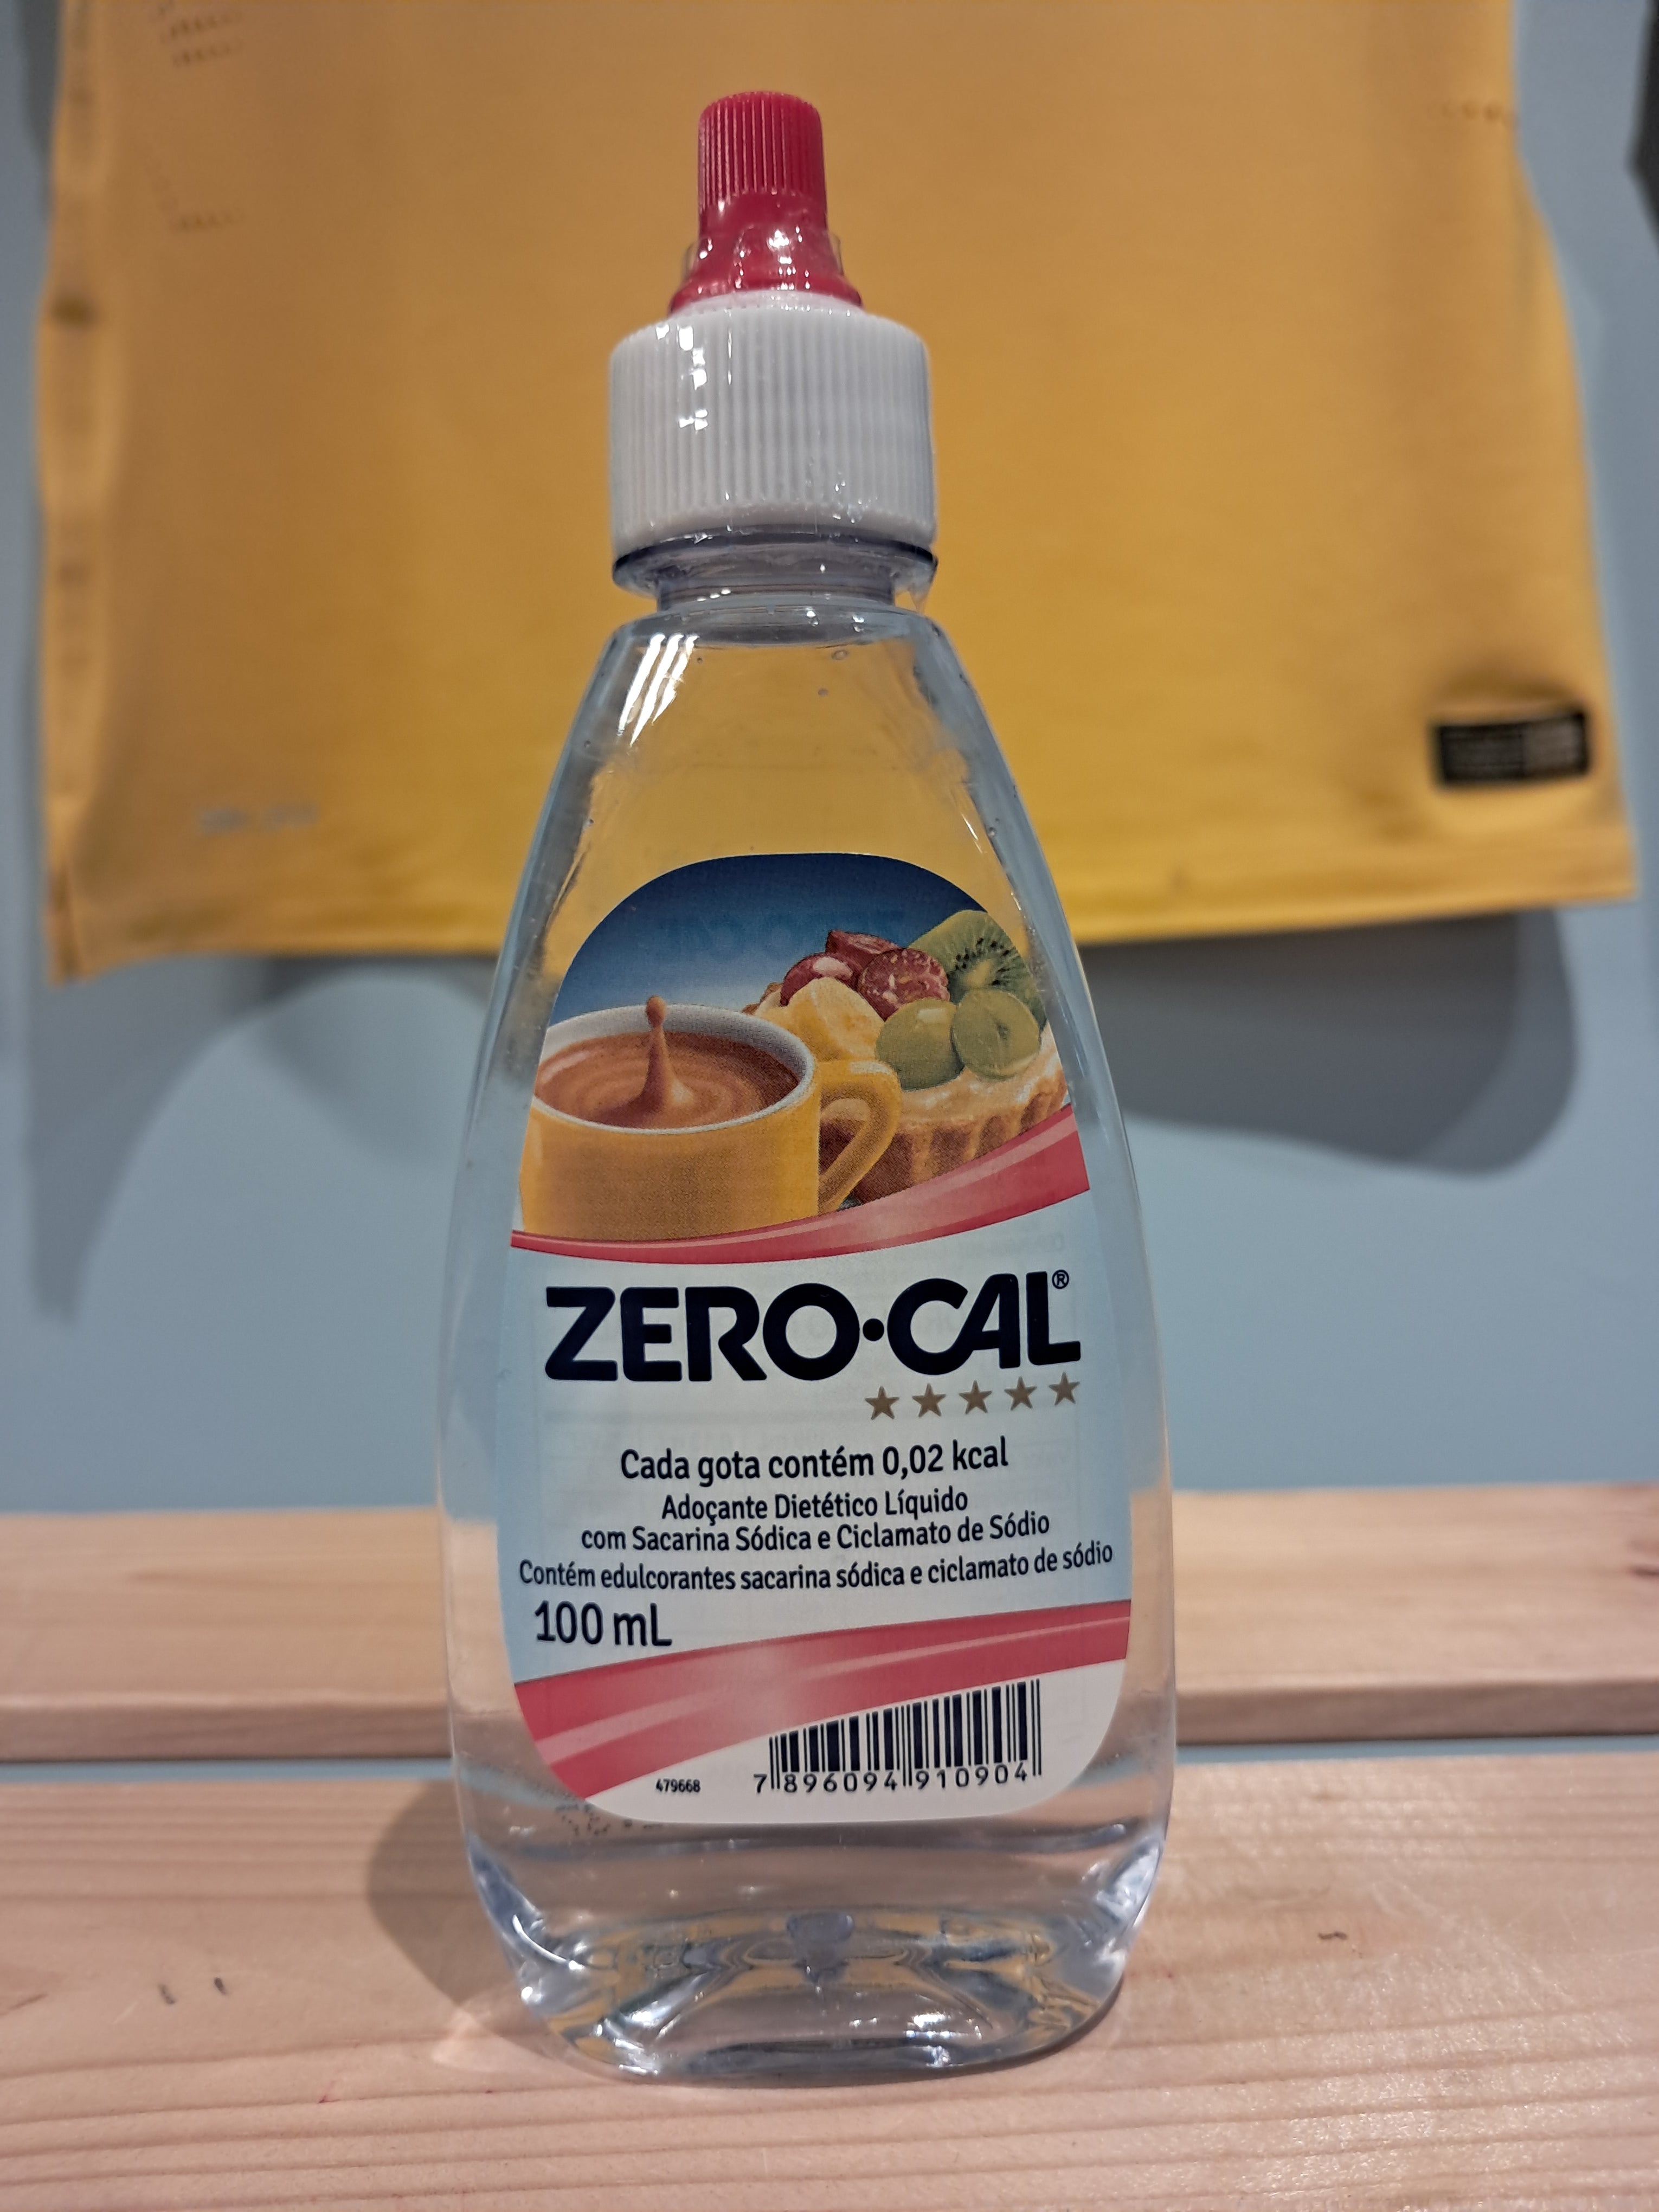 ZERO•CAL®
★★★★★
Cada gota contém 0,02 kcal
Adoçante Dietético Líquido
com Sacarina Sódica e Ciclamato de Sódio
Contém edulcorantes sacarina sódica e ciclamato de sódio
100 mL
479668
7 896094 910904